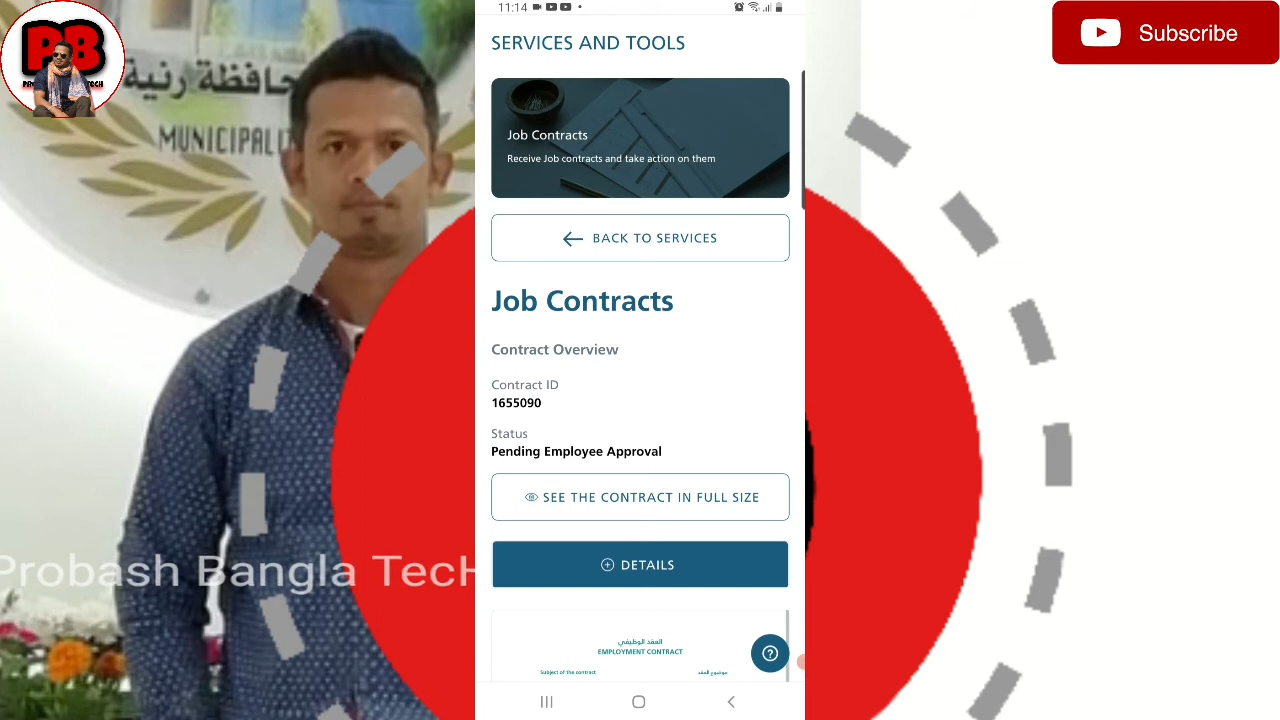 PB
TECH
حافظة رنية
MUNICIPALI
Probash Bangla TecH
11:14
SERVICES AND TOOLS
Job Contracts
Receive Job contracts and take action on them
BACK TO SERVICES
Job Contracts
Contract Overview
Contract ID
1655090
Status
Pending Employee Approval
SEE THE CONTRACT IN FULL SIZE
DETAILS
العقد الوظيفي
EMPLOYMENT CONTRACT
Subject of the contract موضوع العقد
Subscribe